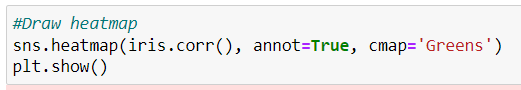 #Draw heatmap
sns.heatmap(iris.corr(), annot=True, cmap='Greens')
plt.show()